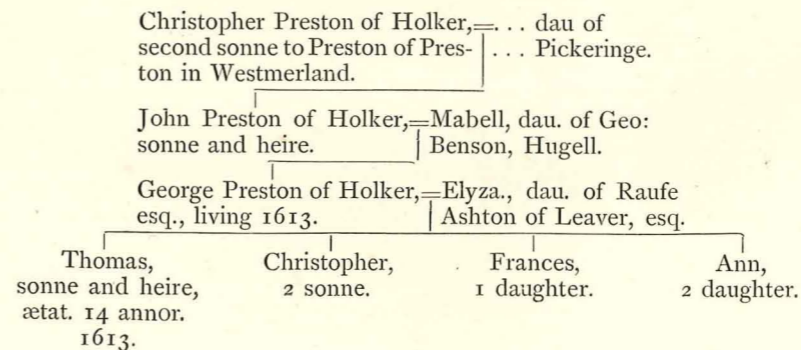 Christopher Preston of Holker,=... dau of
second sonne to Preston of Pres- ... Pickeringe.
ton in Westmerland.
John Preston of Holker,=Mabell, dau. of Geo:
sonne and heire. Benson, Hugell.
George Preston of Holker,=Elyza., dau. of Raufe
esq., living 1613. Ashton of Leaver, esq.
Thomas, Christopher, Frances, Ann,
sonne and heire, 2 sonne. 1 daughter. 2 daughter.
ætat. 14 annor.
1613.